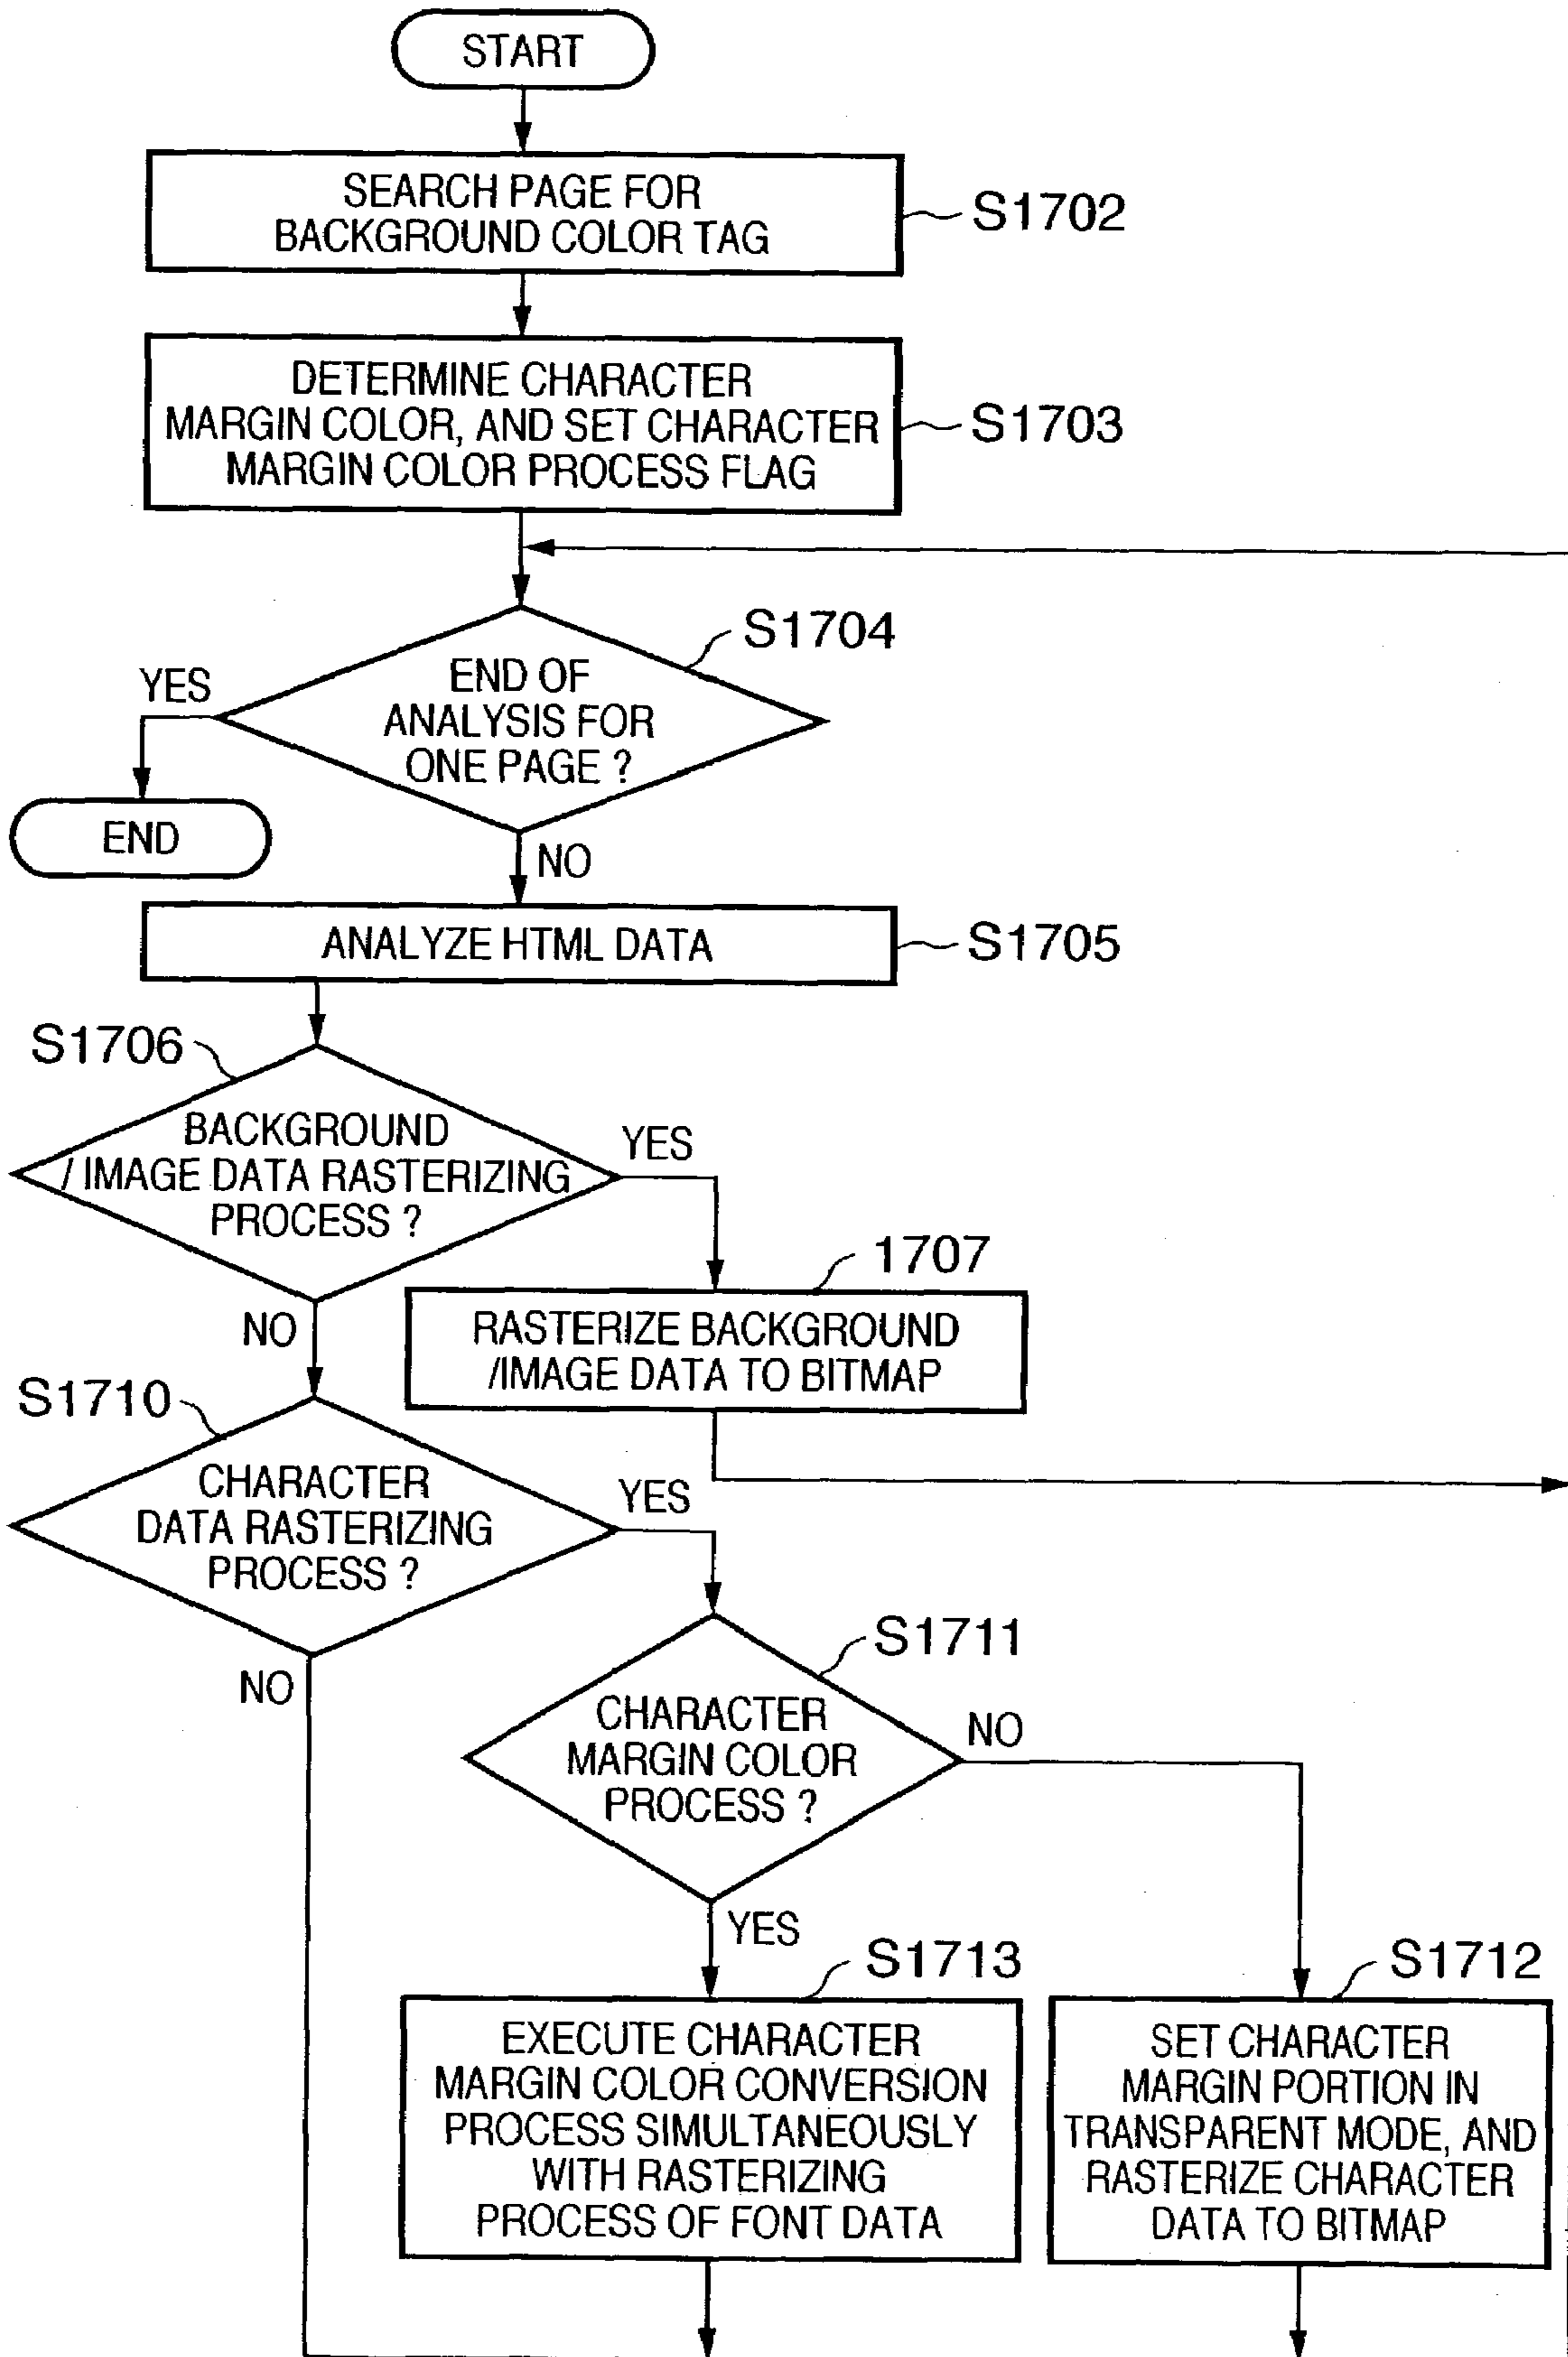 START
SEARCH PAGE FOR
BACKGROUND COLOR TAG
S1702
DETERMINE CHARACTER
MARGIN COLOR, AND SET CHARACTER
MARGIN COLOR PROCESS FLAG
S1703
S1704
END OF
ANALYSIS FOR
ONE PAGE ?
YES
END
NO
ANALYZE HTML DATA
S1705
S1706
BACKGROUND
/ IMAGE DATA RASTERIZING
PROCESS ?
YES
NO
1707
RASTERIZE BACKGROUND
/IMAGE DATA TO BITMAP
S1710
CHARACTER
DATA RASTERIZING
PROCESS ?
YES
NO
S1711
CHARACTER
MARGIN COLOR
PROCESS ?
NO
YES
S1713
EXECUTE CHARACTER
MARGIN COLOR CONVERSION
PROCESS SIMULTANEOUSLY
WITH RASTERIZING
PROCESS OF FONT DATA
S1712
SET CHARACTER
MARGIN PORTION IN
TRANSPARENT MODE, AND
RASTERIZE CHARACTER
DATA TO BITMAP